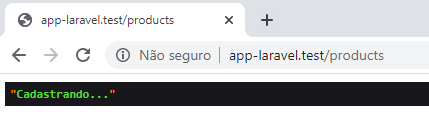 app-laravel.test/products
Não seguro | app-laravel.test/products
"Cadastrando..."